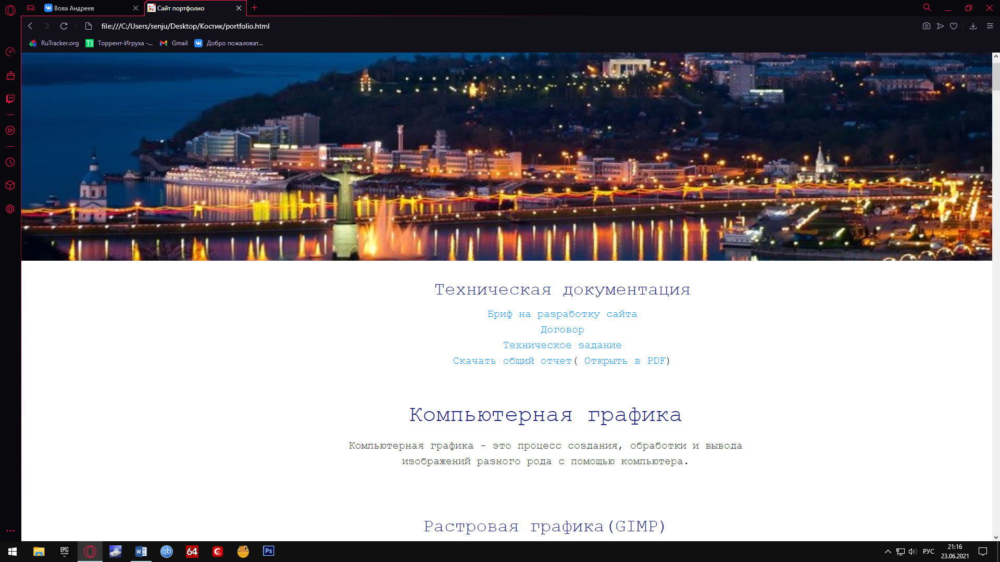 Вова Андреев
Сайт портфолио
file:///C:/Users/senju/Desktop/Костик/portfolio.html
RuTracker.org
TI
Торрент-Игруха -...
Gmail
Добро пожаловат...
Техническая документация
Бриф на разработку сайта
Договор
Техническое задание
Скачать общий отчет( Открыть в PDF)
Компьютерная графика
Компьютерная графика - это процесс создания, обработки и вывода
изображений разного рода с помощью компьютера.
Растровая графика(GIMP)
EPIC
GAMES
W
qb
64
Ps
РУС
21:16
23.06.2021